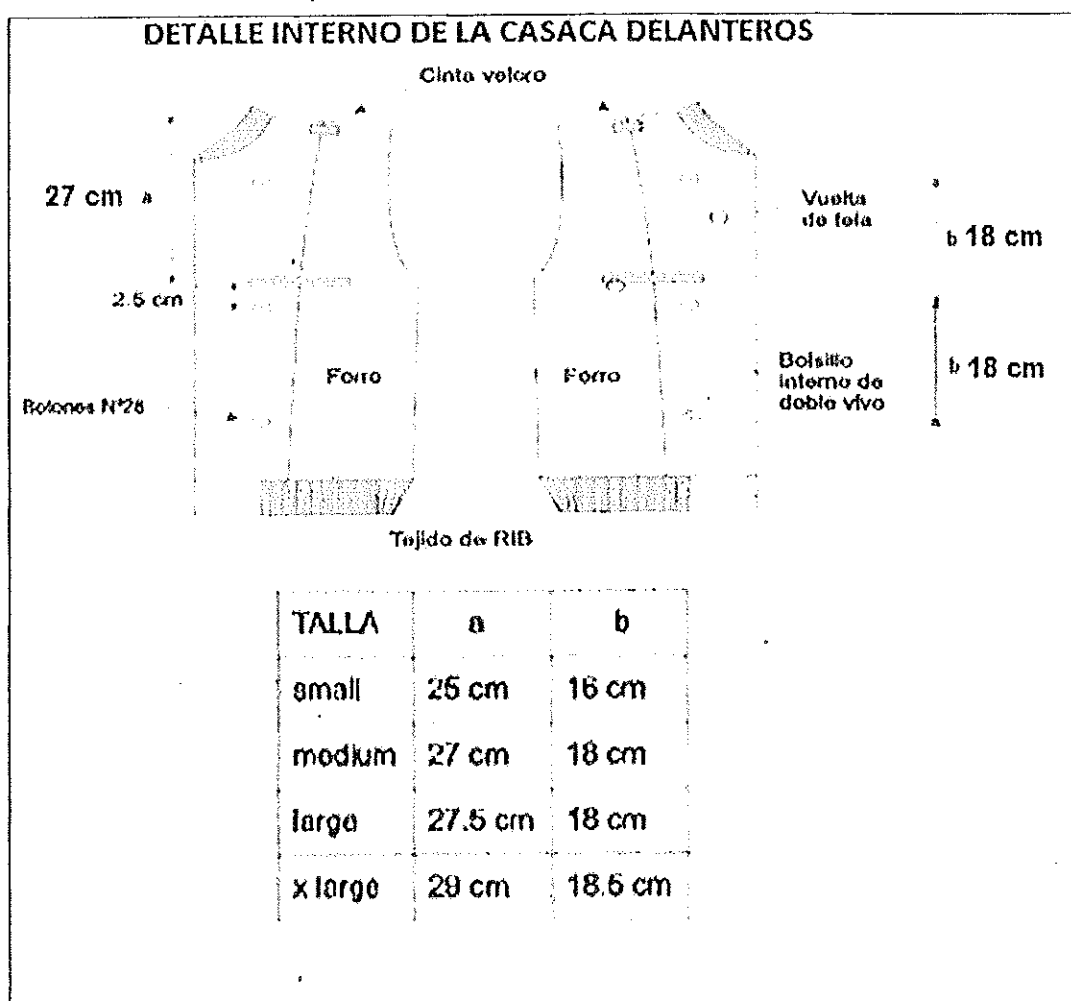 DETALLE INTERNO DE LA CASACA DELANTEROS
Cinta velcro
A
A
27 cm a
Vuelta
de tela
b 18 cm
2.5 cm
Forro
Forro
Bolsillo
interno de
doble vivo
b 18 cm
Botones N°28
Tejido de RIB
TALLA a b
small 25 cm 16 cm
medium 27 cm 18 cm
large 27.5 cm 18 cm
x large 29 cm 18.5 cm